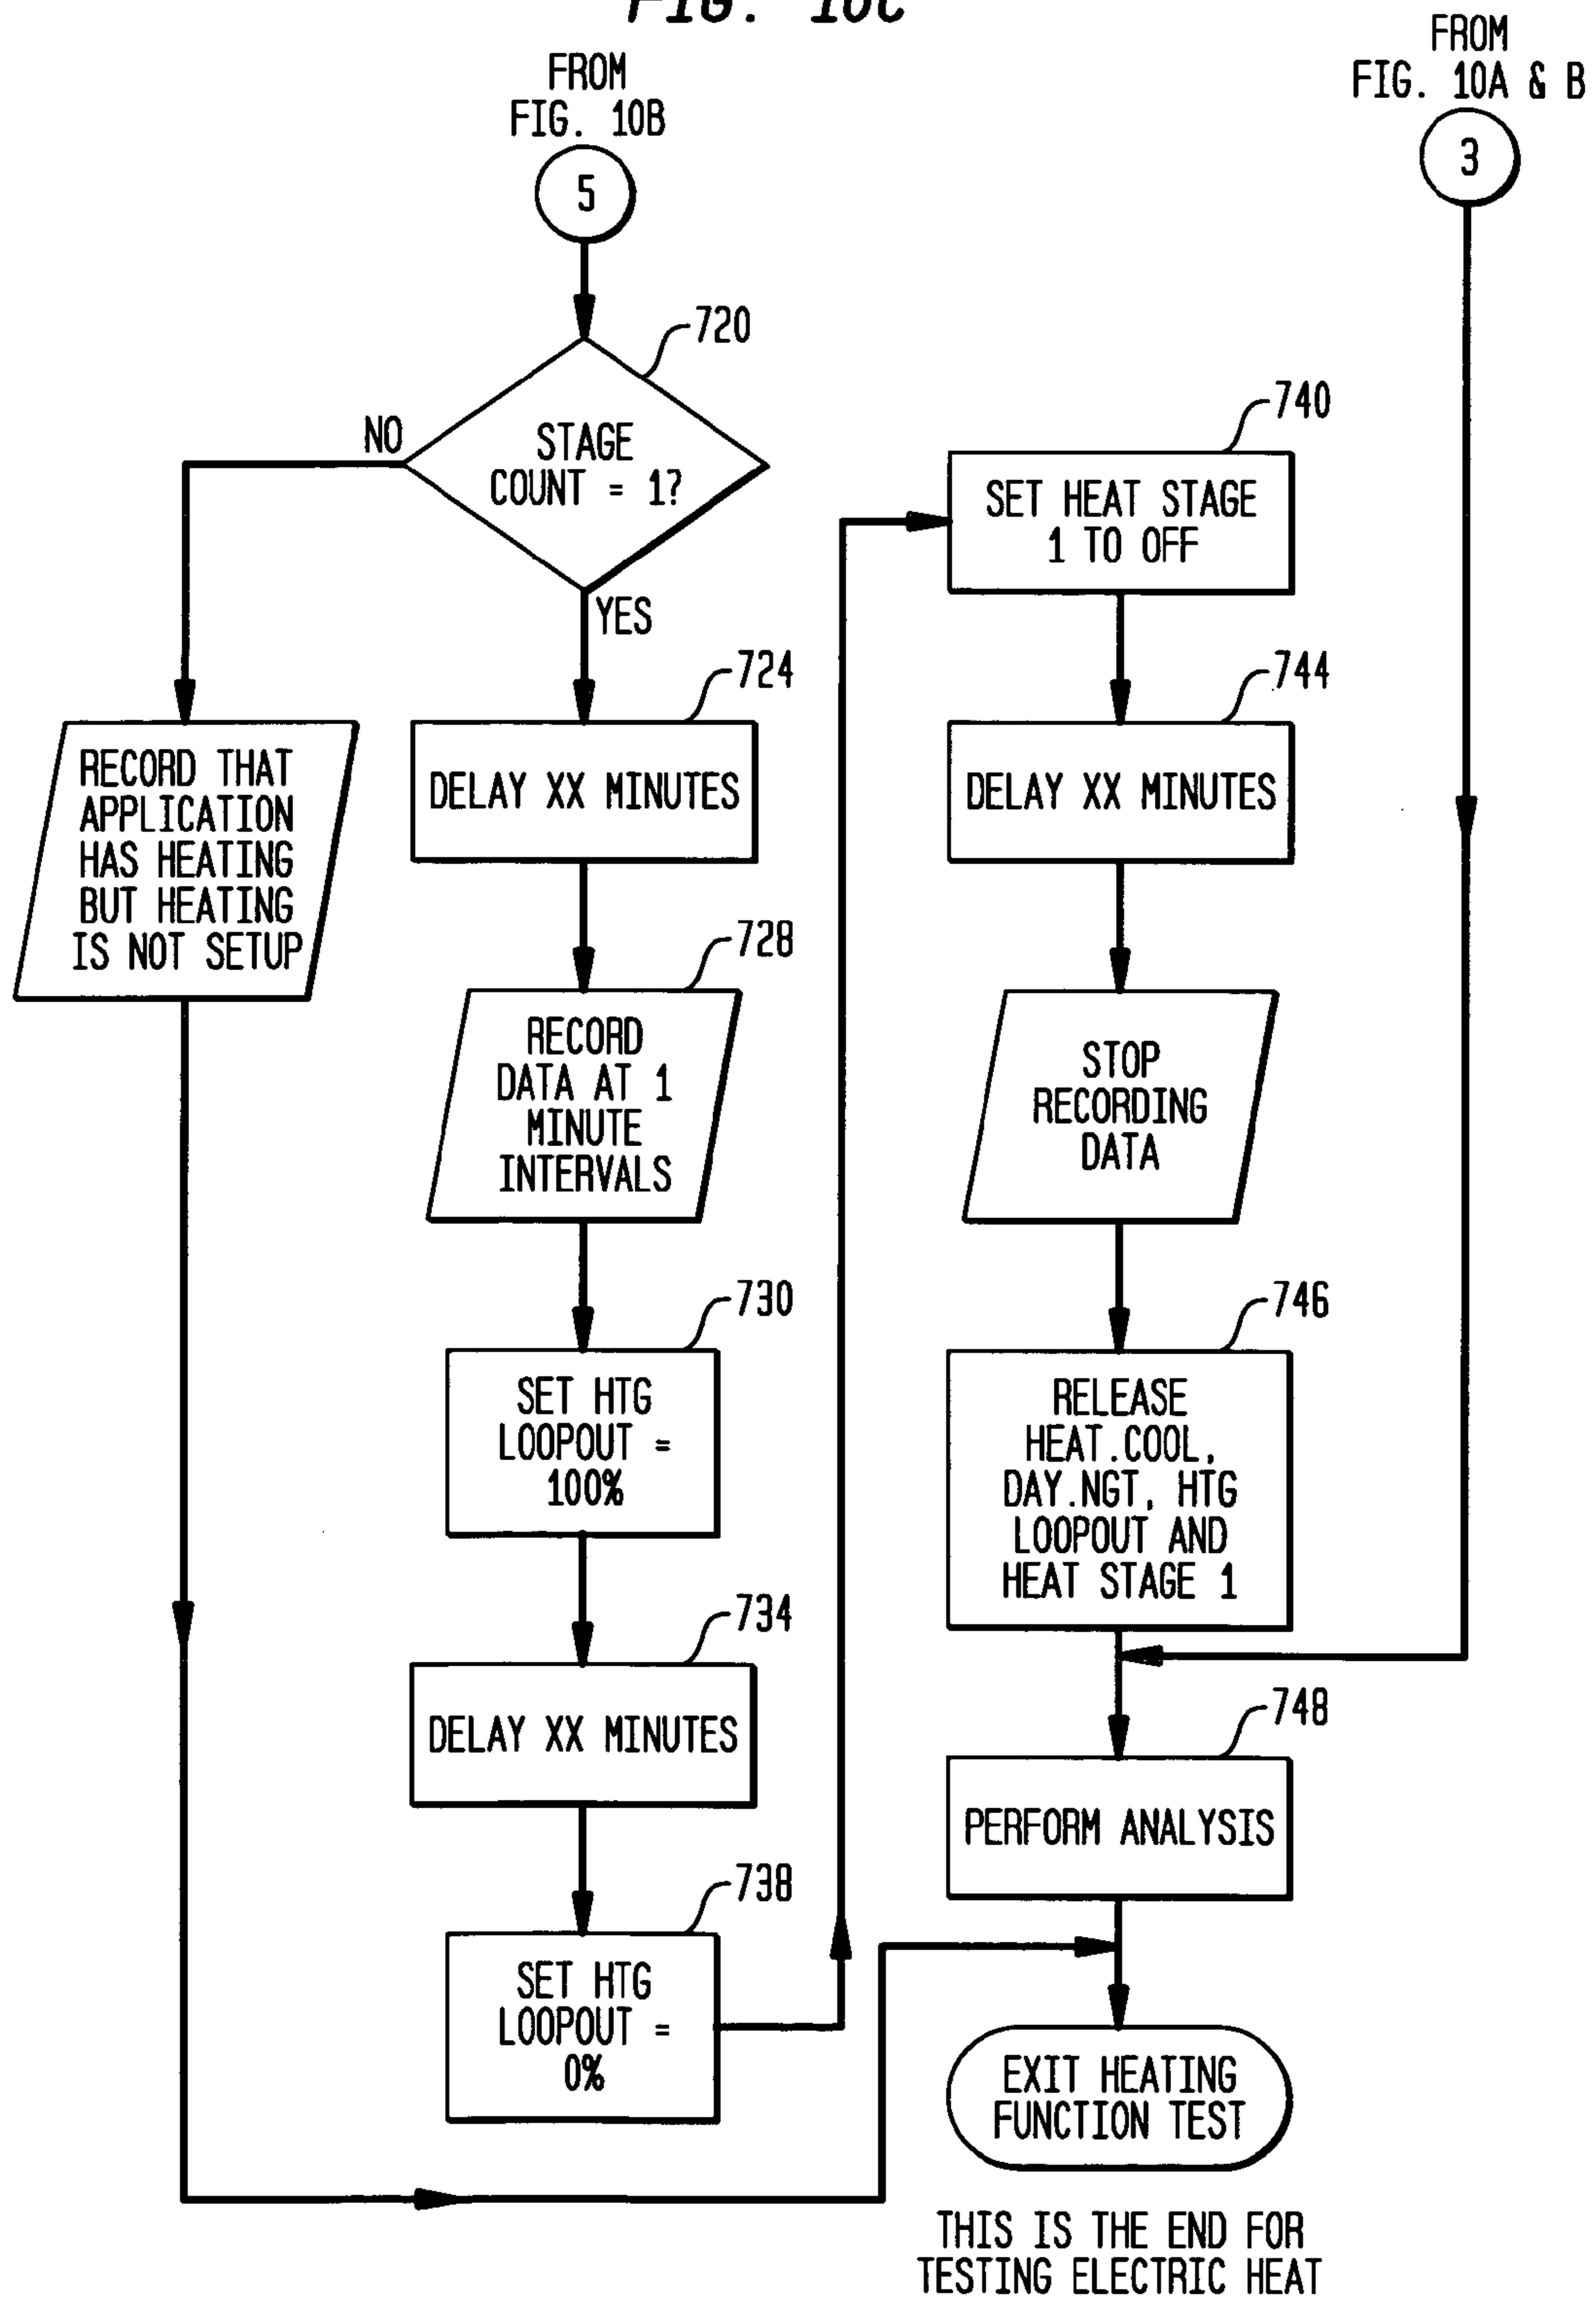 FIG. 10C
FROM
FIG. 10B
5
720
STAGE
COUNT = 1?
NO
YES
RECORD THAT
APPLICATION
HAS HEATING
BUT HEATING
IS NOT SETUP
724
DELAY XX MINUTES
728
RECORD
DATA AT 1
MINUTE
INTERVALS
730
SET HTG
LOOPOUT =
100%
734
DELAY XX MINUTES
738
SET HTG
LOOPOUT =
0%
740
SET HEAT STAGE
1 TO OFF
744
DELAY XX MINUTES
STOP
RECORDING
DATA
746
RELEASE
HEAT.COOL,
DAY.NGT, HTG
LOOPOUT AND
HEAT STAGE 1
FROM
FIG. 10A & B
3
748
PERFORM ANALYSIS
EXIT HEATING
FUNCTION TEST
THIS IS THE END FOR
TESTING ELECTRIC HEAT